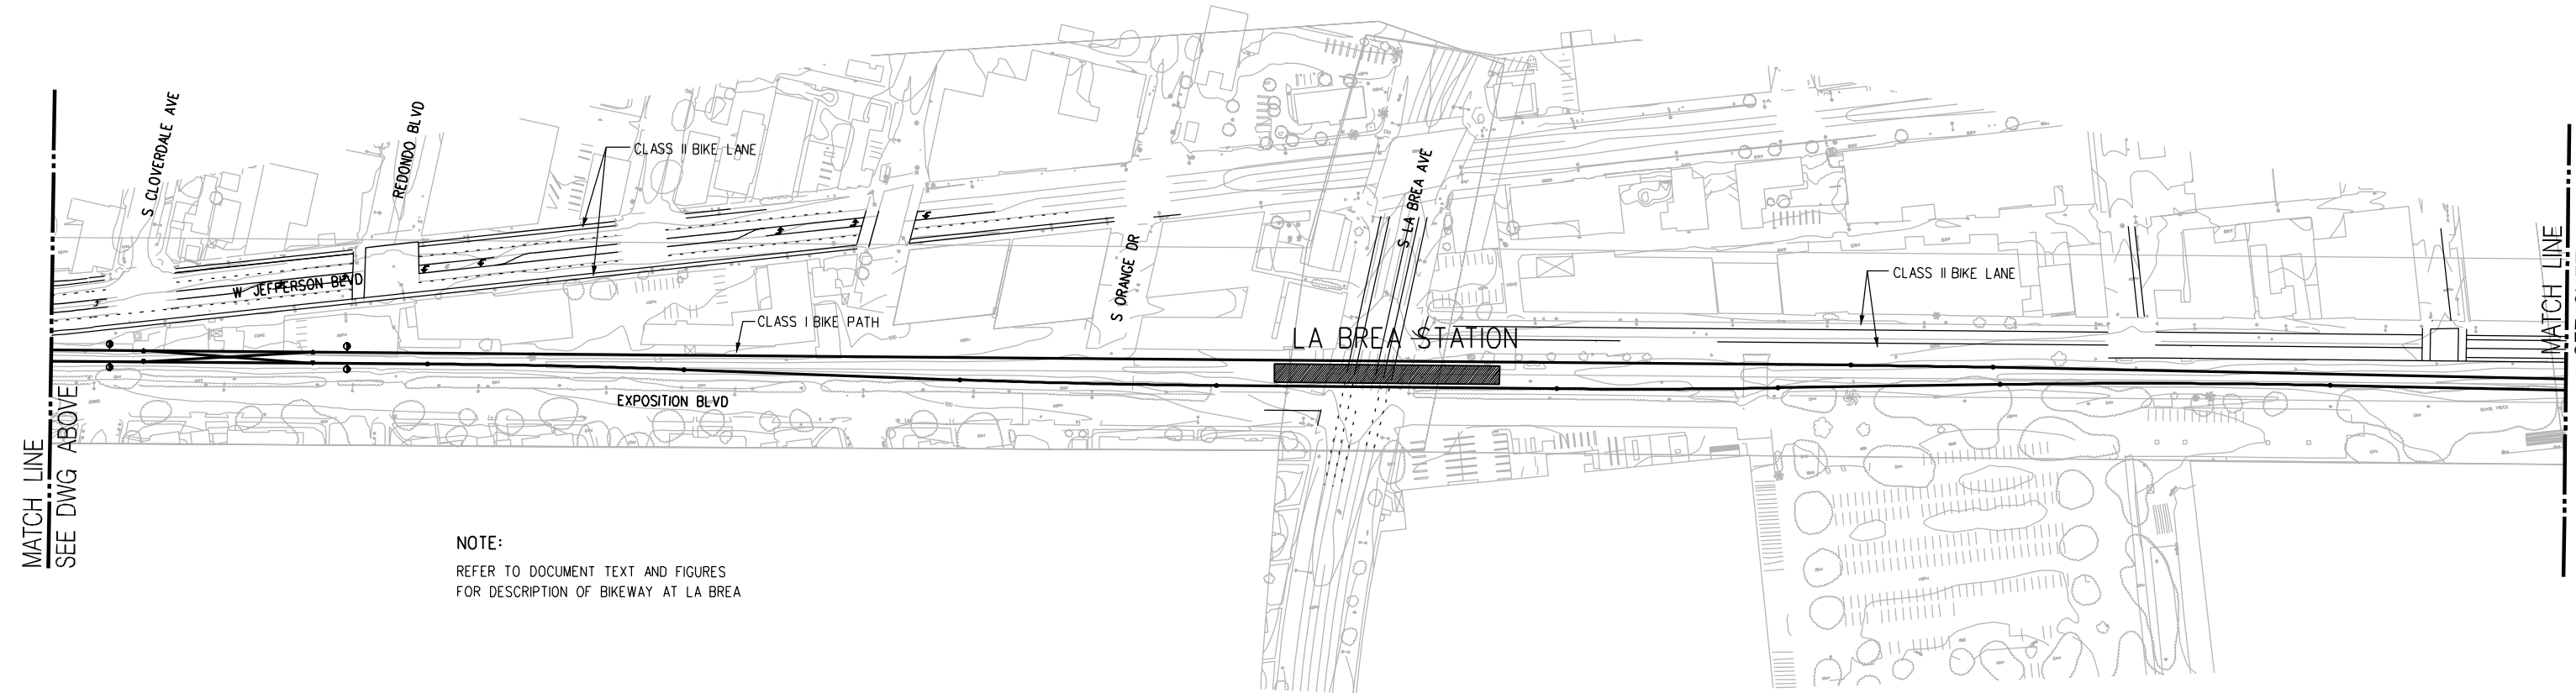 S CLOVERDALE AVE
REDONDO BLVD
CLASS II BIKE LANE
W JEFFERSON BLVD
S ORANGE DR
CLASS I BIKE PATH
S LA BREA AVE
LA BREA STATION
CLASS II BIKE LANE
EXPOSITION BLVD
MATCH LINE
SEE DWG ABOVE
MATCH LINE
NOTE:
REFER TO DOCUMENT TEXT AND FIGURES
FOR DESCRIPTION OF BIKEWAY AT LA BREA